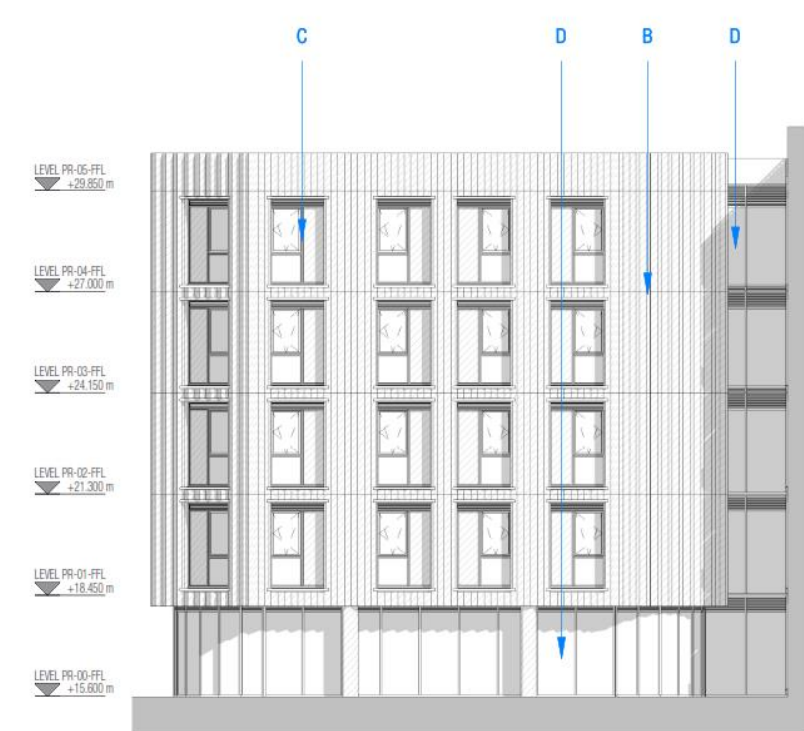 C D B D
LEVEL PR-05-FFL
+29.850 m
LEVEL PR-04-FFL
+27.000 m
LEVEL PR-03-FFL
+24.150 m
LEVEL PR-02-FFL
+21.300 m
LEVEL PR-01-FFL
+18.450 m
LEVEL PR-00-FFL
+15.600 m